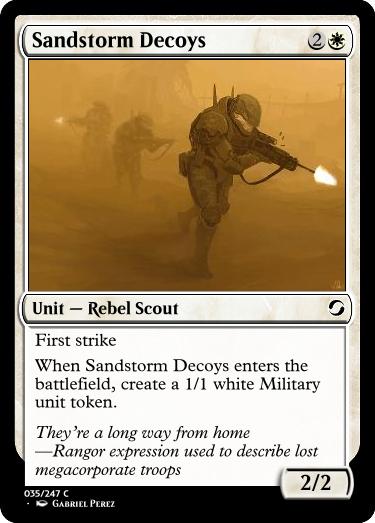 Sandstorm Decoys 2
Unit — Rebel Scout
First strike
When Sandstorm Decoys enters the
battlefield, create a 1/1 white Military
unit token.
They're a long way from home
—Rangor expression used to describe lost
megacorporate troops
2/2
035/247 C
· Gabriel Perez